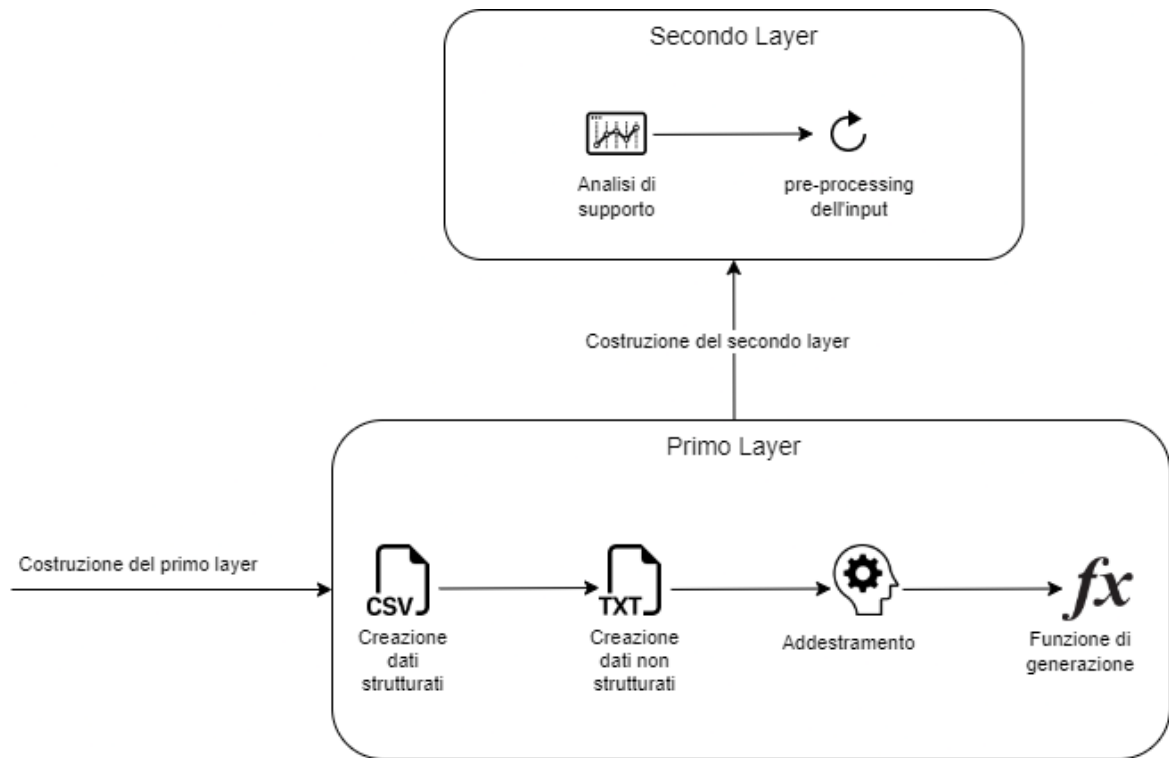 Secondo Layer
Analisi di
supporto
pre-processing
dell'input
Costruzione del secondo layer
Primo Layer
Costruzione del primo layer
CSV
Creazione
dati
strutturati
TXT
Creazione
dati non
strutturati
Addestramento
fx
Funzione di
generazione